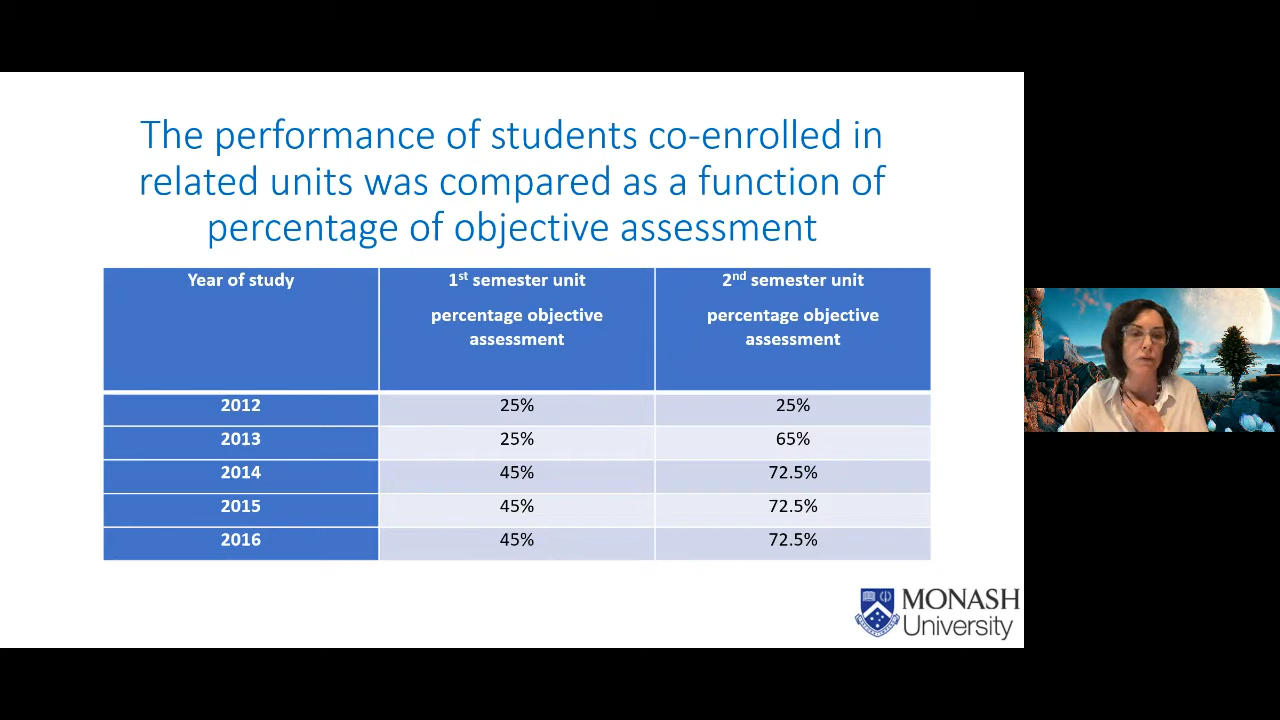 The performance of students co-enrolled in
related units was compared as a function of
percentage of objective assessment
Year of study
1st semester unit
percentage objective
assessment
2nd semester unit
percentage objective
assessment
2012 25% 25%
2013 25% 65%
2014 45% 72.5%
2015 45% 72.5%
2016 45% 72.5%
MONASH
University